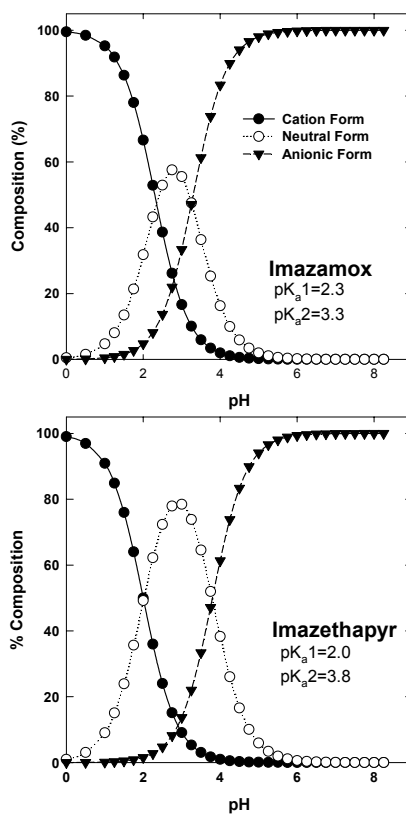 100
80
60
40
20
0
Composition (%)
Cation Form
Neutral Form
Anionic Form
Imazamox
pKa1=2.3
pKa2=3.3
0 2 4 6 8
pH
100
80
60
40
20
0
% Composition
Imazethapyr
pKa1=2.0
pKa2=3.8
0 2 4 6 8
pH